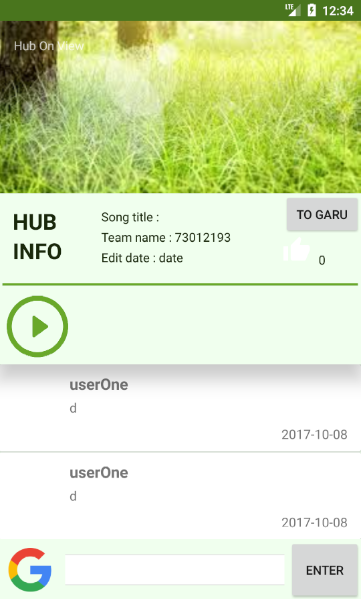 LTE 12:34
Hub On View
HUB INFO
Song title :
Team name : 73012193
Edit date : date
TO GARU
0
userOne
d
2017-10-08
userOne
d
2017-10-08
ENTER